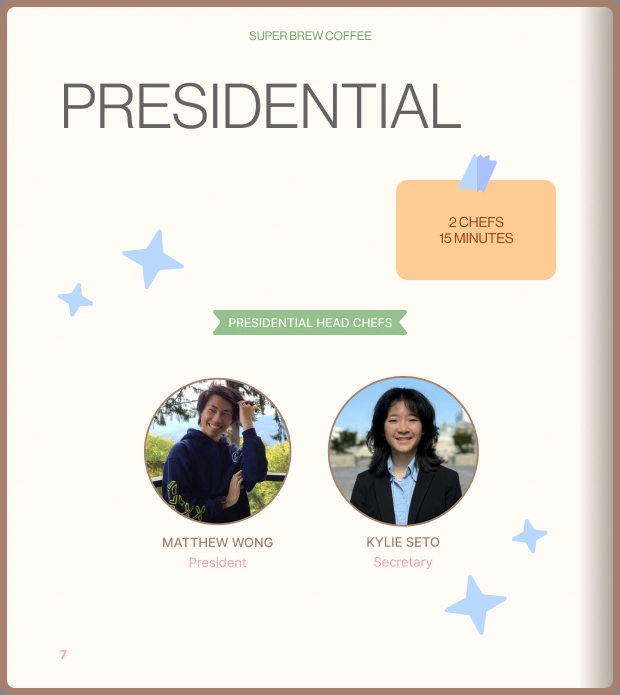 SUPER BREW COFFEE
PRESIDENTIAL
2 CHEFS
15 MINUTES
PRESIDENTIAL HEAD CHEFS
MATTHEW WONG
President
KYLIE SETO
Secretary
7